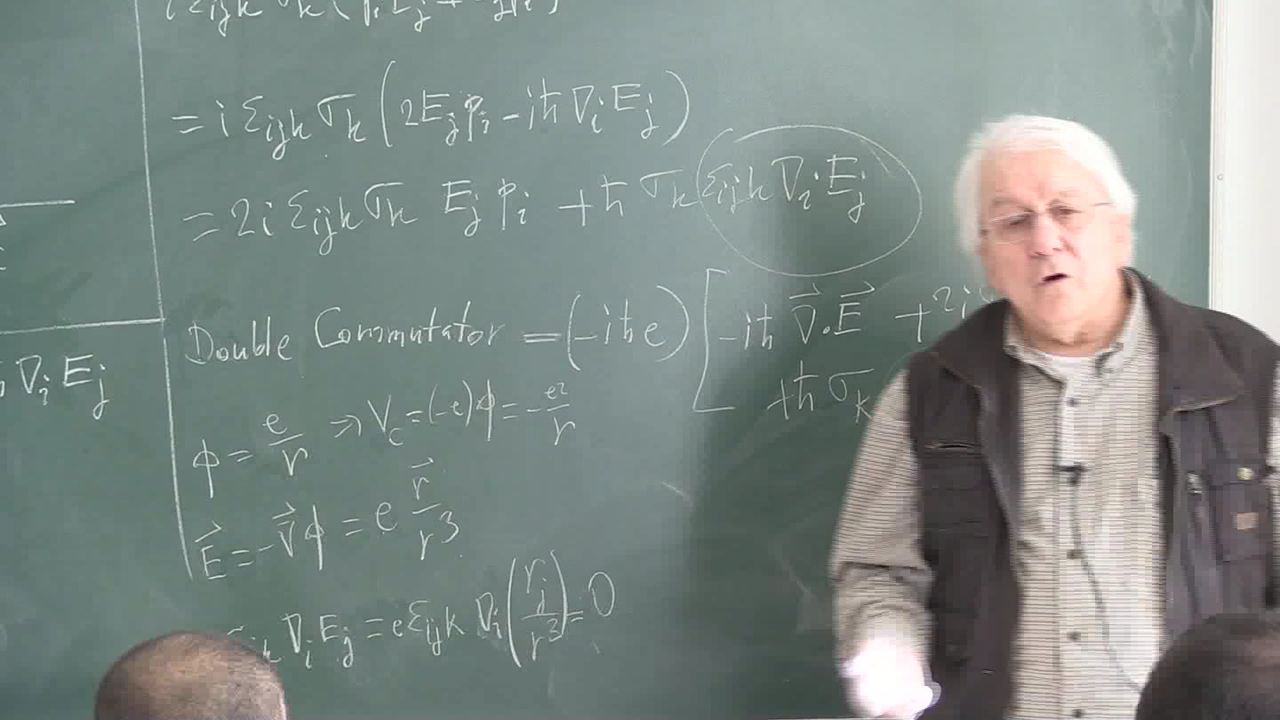 = i ε_ijk σ_k (2E_j p_i - iħ ∇_i E_j)
= 2i ε_ijk σ_k E_j p_i + ħ σ_k ε_ijk ∇_i E_j
∇_i E_j
Double Commutator = (-iħe) [-iħ ∇⃗·E⃗ + 2i
+ħ σ_k
φ = e/r ⇒ V_c = (-e)φ = -e²/r
E⃗ = -∇⃗φ = e r⃗/r³
∇_i E_j = e ε_ijk ∇_i (r_j/r³) = 0